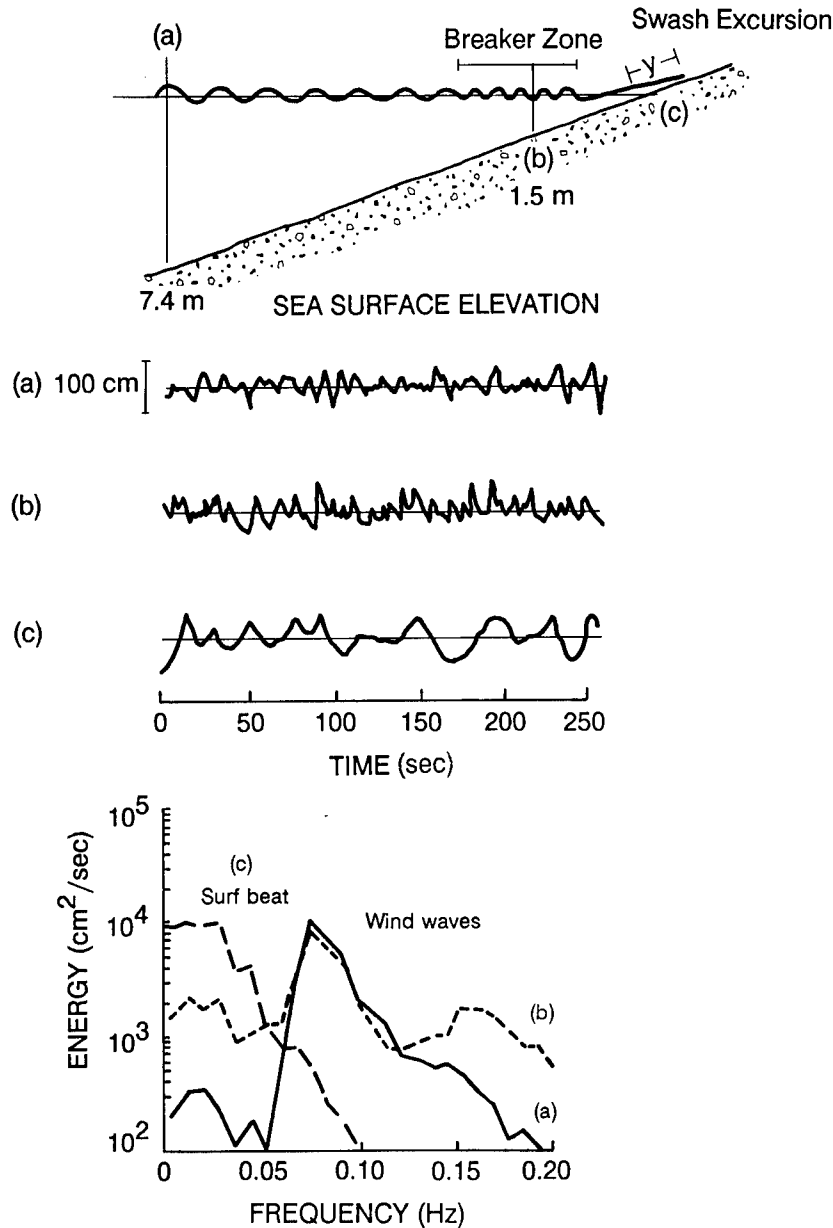 Swash Excursion
(a)
Breaker Zone
y
(c)
(b)
1.5 m
7.4 m
SEA SURFACE ELEVATION
(a) 100 cm
(b)
(c)
0 50 100 150 200 250
TIME (sec)
10^5
10^4
10^3
10^2
ENERGY (cm²/sec)
(c)
Surf beat
Wind waves
(b)
(a)
0 0.05 0.10 0.15 0.20
FREQUENCY (Hz)